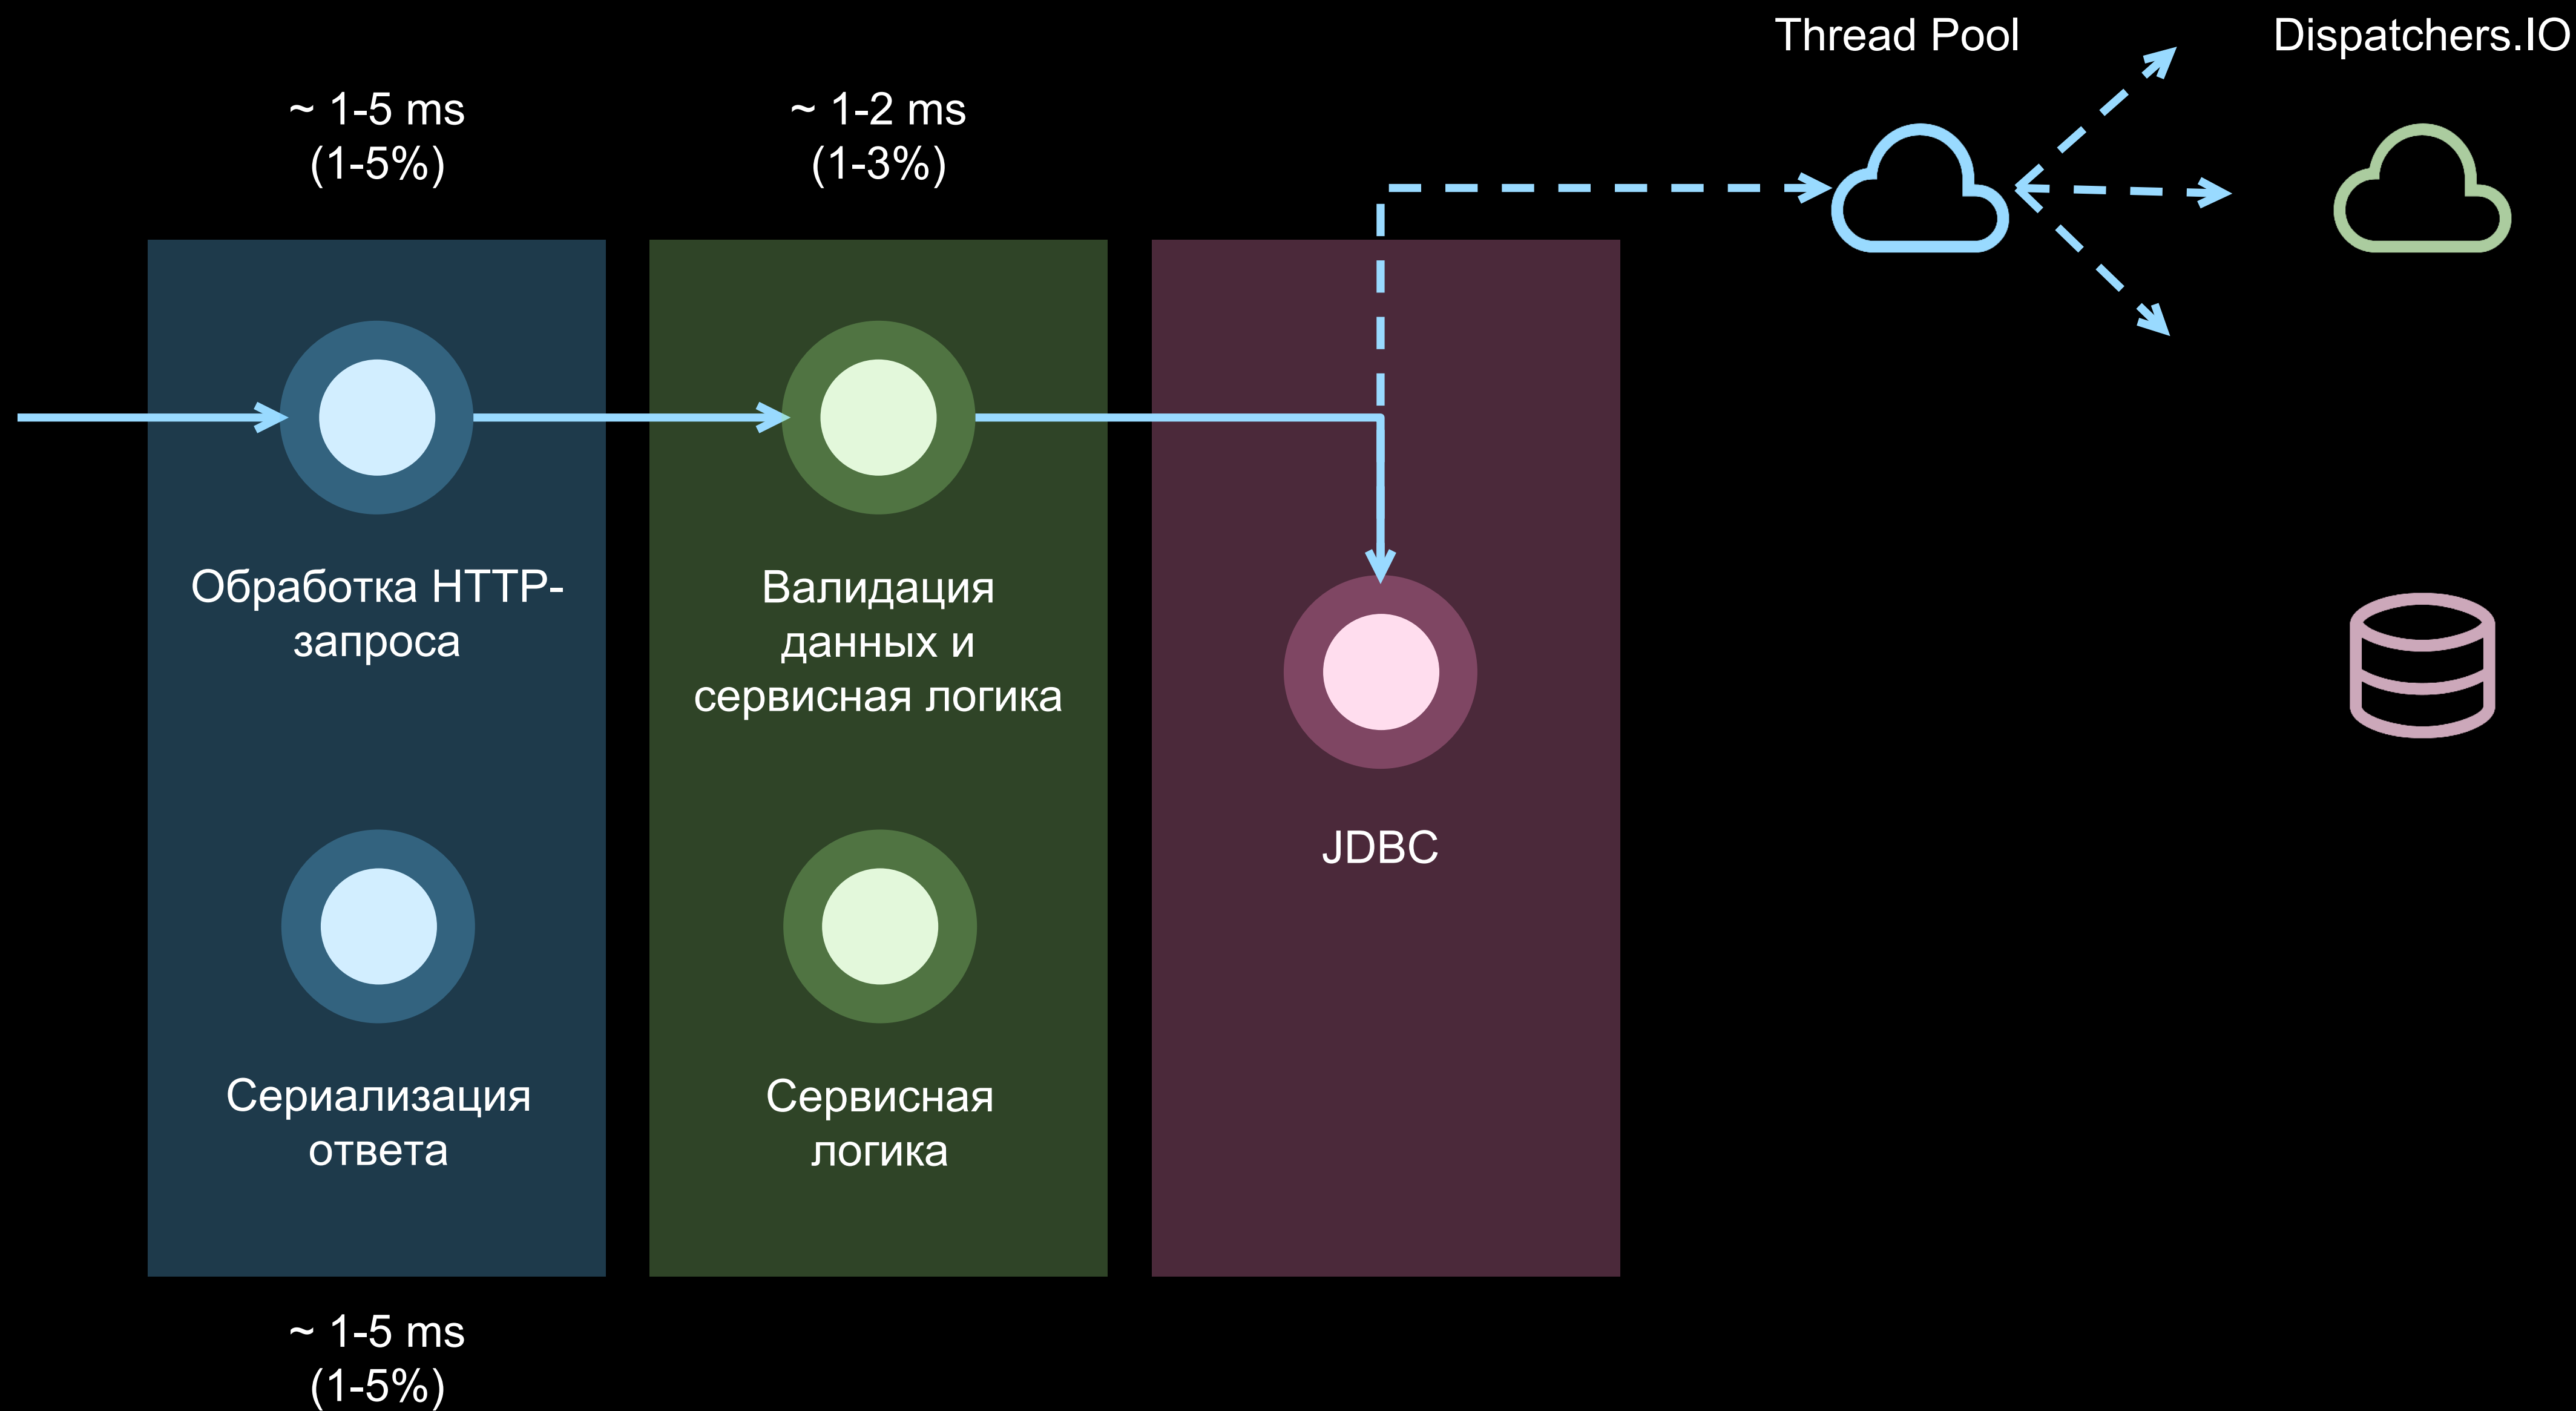 Thread Pool
Dispatchers.IO
~ 1-5 ms
(1-5%)
~ 1-2 ms
(1-3%)
Обработка HTTP-
запроса
Валидация
данных и
сервисная логика
JDBC
Сериализация
ответа
Сервисная
логика
~ 1-5 ms
(1-5%)